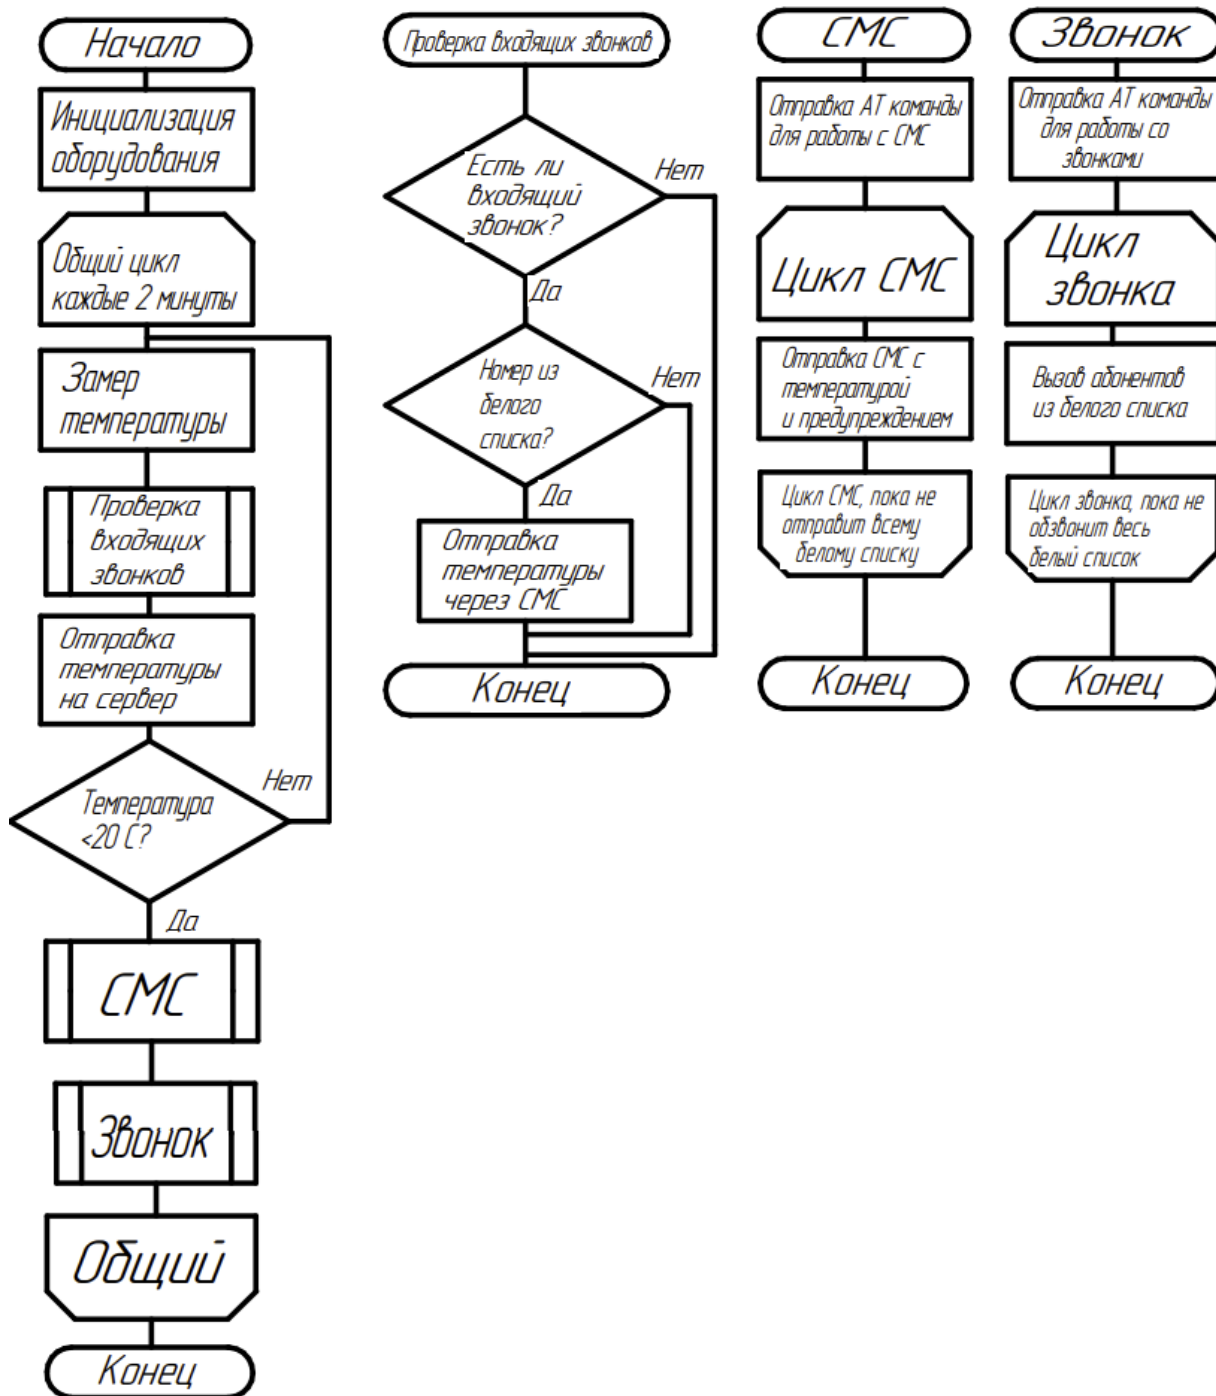 Начало
Инициализация
оборудования
Общий цикл
каждые 2 минуты
Замер
температуры
Проверка
входящих
звонков
Отправка
температуры
на сервер
Температура
<20 С?
Нет
Да
СМС
Звонок
Общий
Конец
Проверка входящих звонков
Есть ли
входящий
звонок?
Нет
Да
Номер из
белого
списка?
Нет
Да
Отправка
температуры
через СМС
Конец
СМС
Отправка АТ команды
для работы с СМС
Цикл СМС
Отправка СМС с
температурой
и предупреждением
Цикл СМС, пока не
отправит всему
белому списку
Конец
Звонок
Отправка АТ команды
для работы со
звонками
Цикл
звонка
Вызов абонентов
из белого списка
Цикл звонка, пока не
обзвонит весь
белый список
Конец